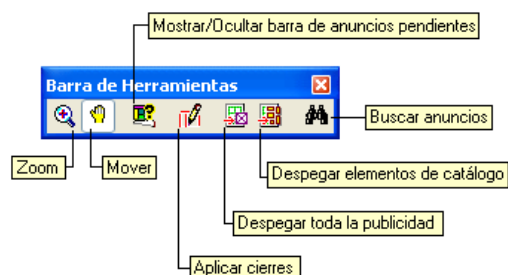 Mostrar/Ocultar barra de anuncios pendientes
Barra de Herramientas
Buscar anuncios
Zoom
Mover
Despegar elementos de catálogo
Despegar toda la publicidad
Aplicar cierres